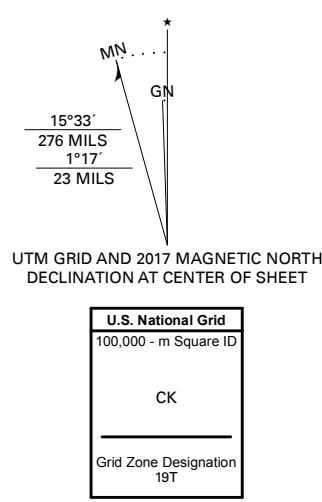 ★
MN
GN
15°33´
276 MILS
1°17´
23 MILS
UTM GRID AND 2017 MAGNETIC NORTH
DECLINATION AT CENTER OF SHEET
U.S. National Grid
100,000 - m Square ID
CK
Grid Zone Designation
19T